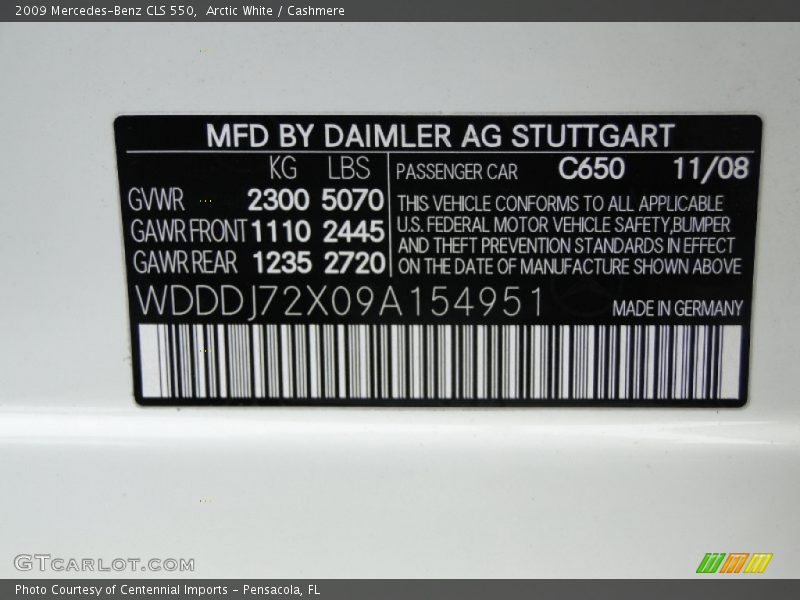 2009 Mercedes-Benz CLS 550, Arctic White / Cashmere
MFD BY DAIMLER AG STUTTGART
KG LBS
GVWR 2300 5070
GAWR FRONT 1110 2445
GAWR REAR 1235 2720
PASSENGER CAR C650 11/08
THIS VEHICLE CONFORMS TO ALL APPLICABLE
U.S. FEDERAL MOTOR VEHICLE SAFETY,BUMPER
AND THEFT PREVENTION STANDARDS IN EFFECT
ON THE DATE OF MANUFACTURE SHOWN ABOVE
WDDDJ72X09A154951
MADE IN GERMANY
GTCARLOT.COM
Photo Courtesy of Centennial Imports - Pensacola, FL